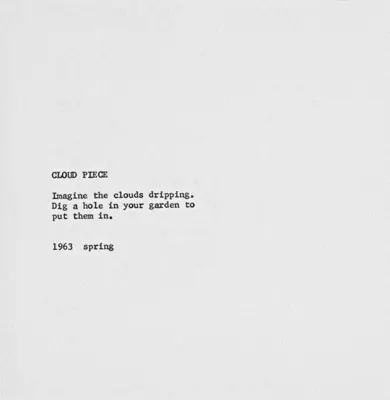 CLOUD PIECE
Imagine the clouds dripping.
Dig a hole in your garden to
put them in.
1963 spring